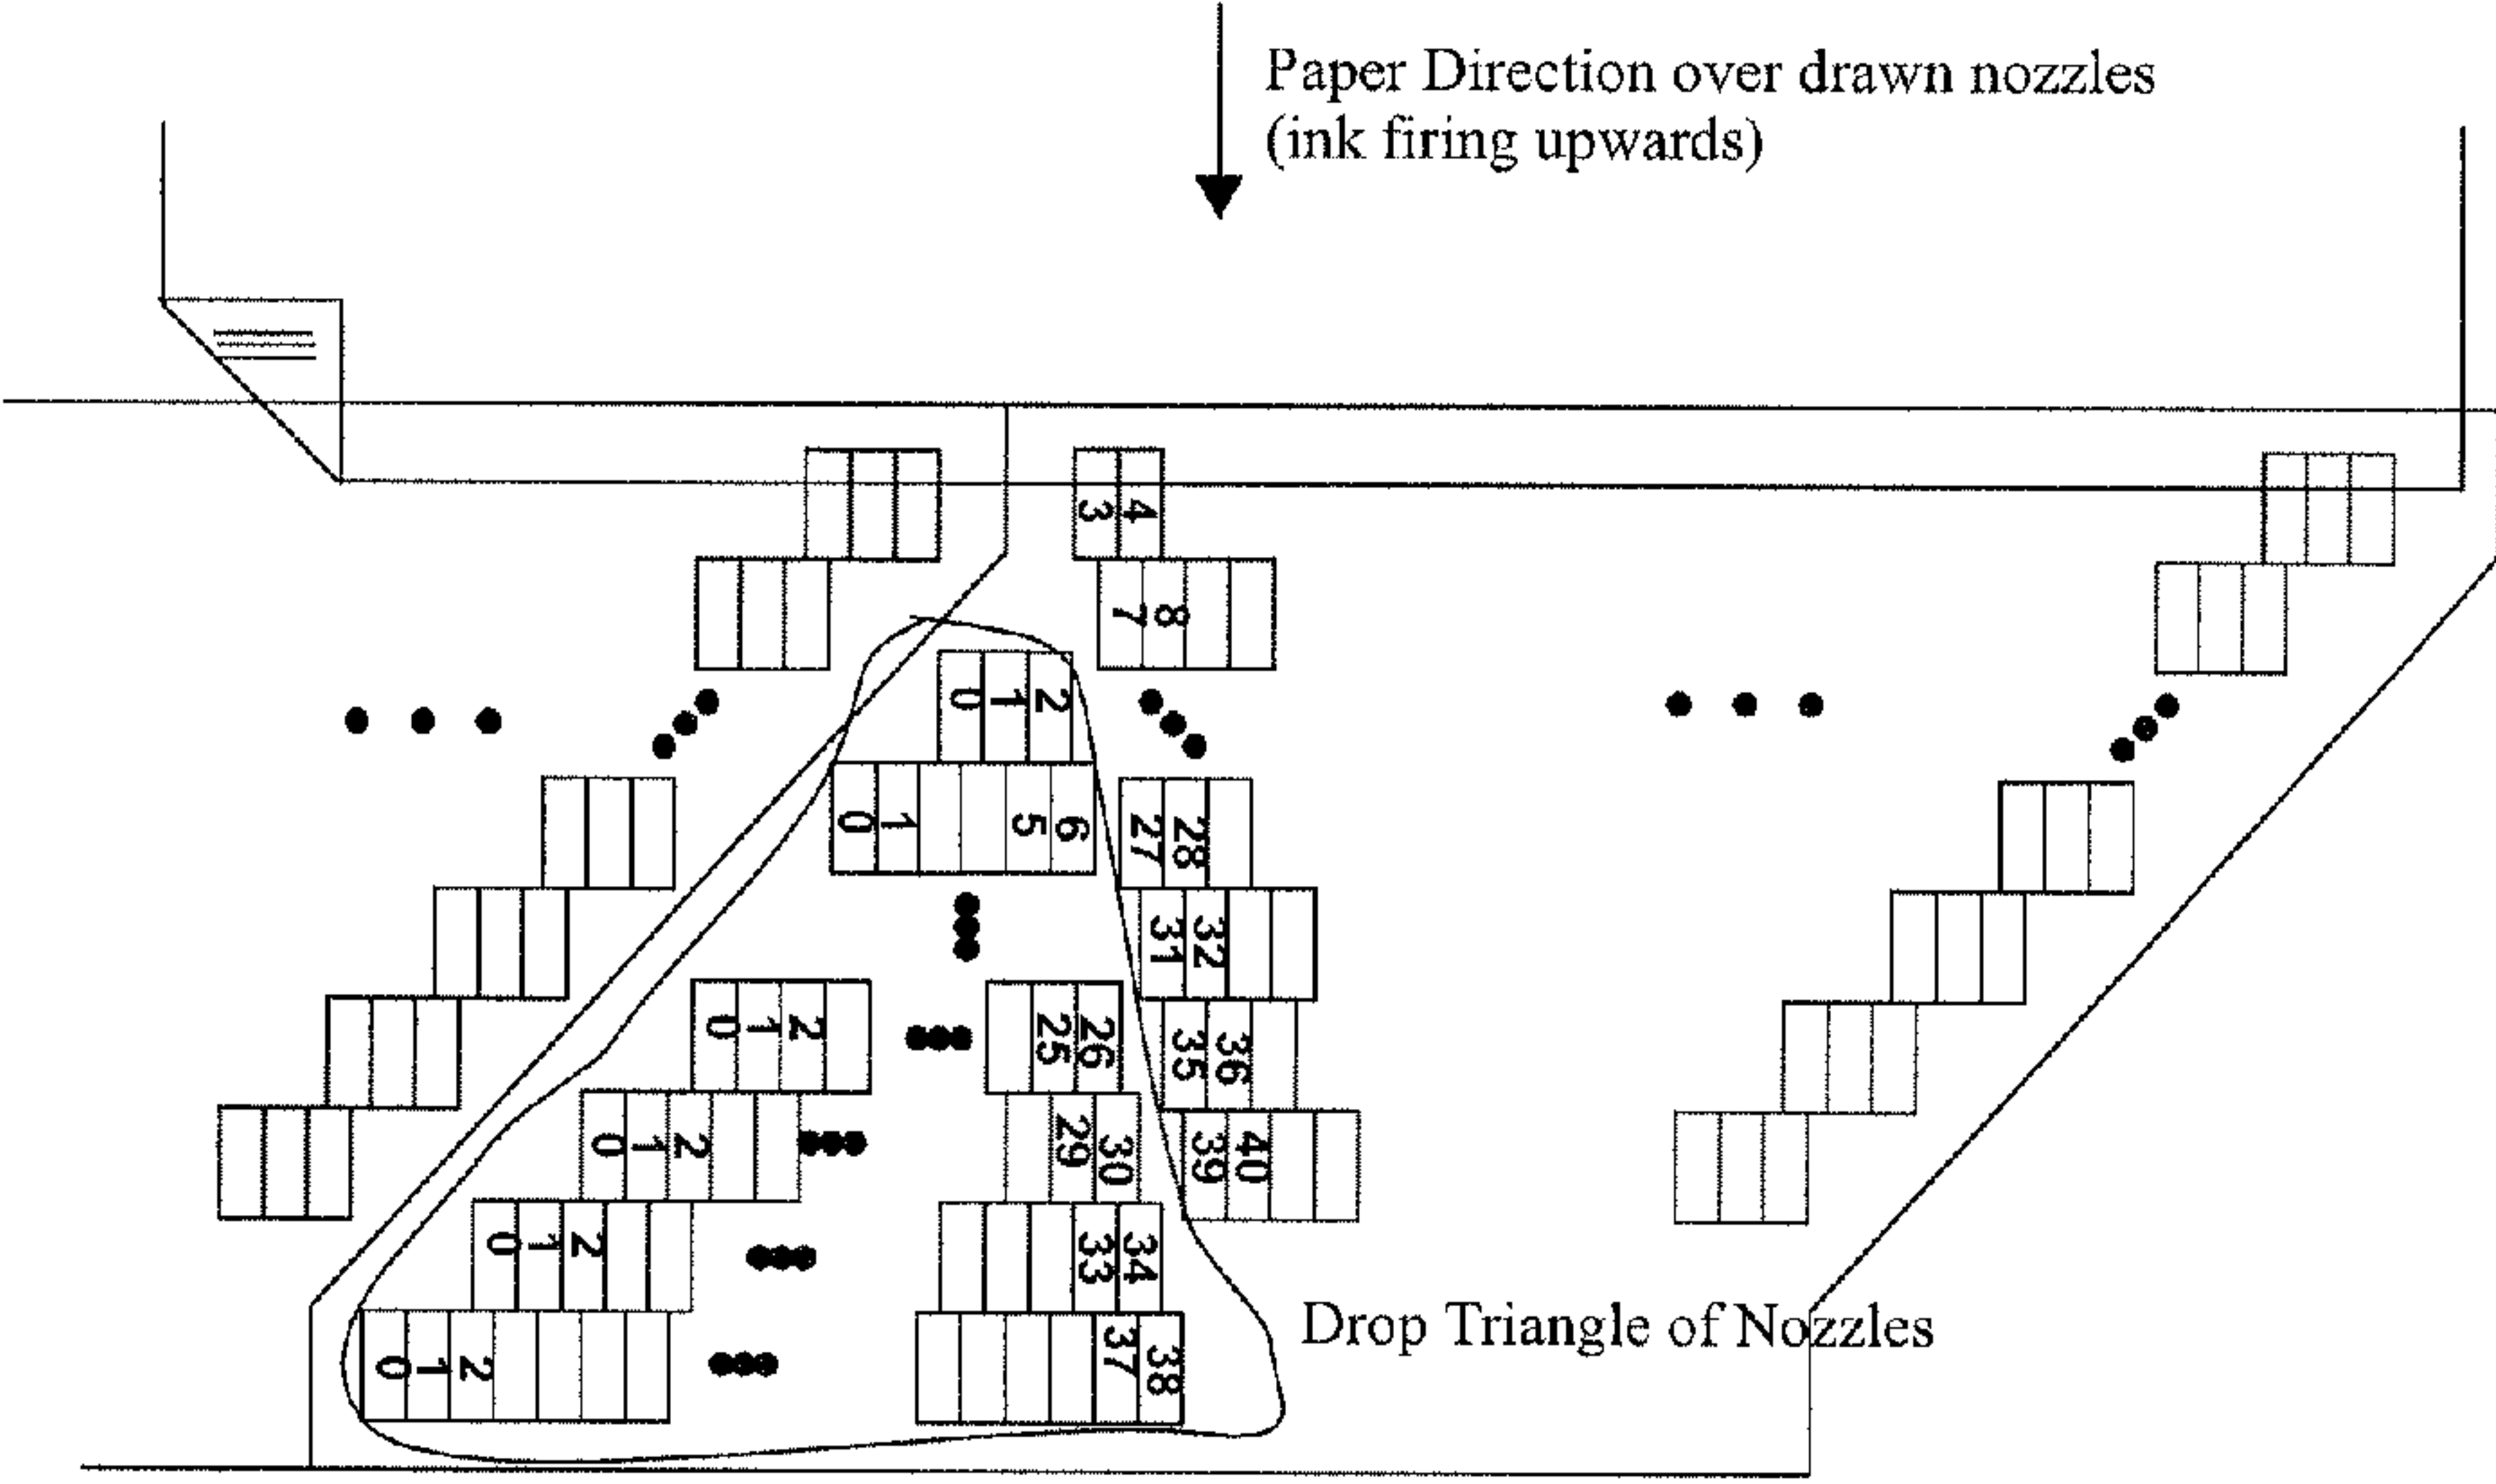 Paper Direction over drawn nozzles
(ink firing upwards)
3 4
7 8
0 1 2
0 1 5 6
27 28
31 32
0 1 2 25 26
35 36
0 1 2 29 30
39 40
0 1 2 33 34
Drop Triangle of Nozzles
0 1 2 37 38